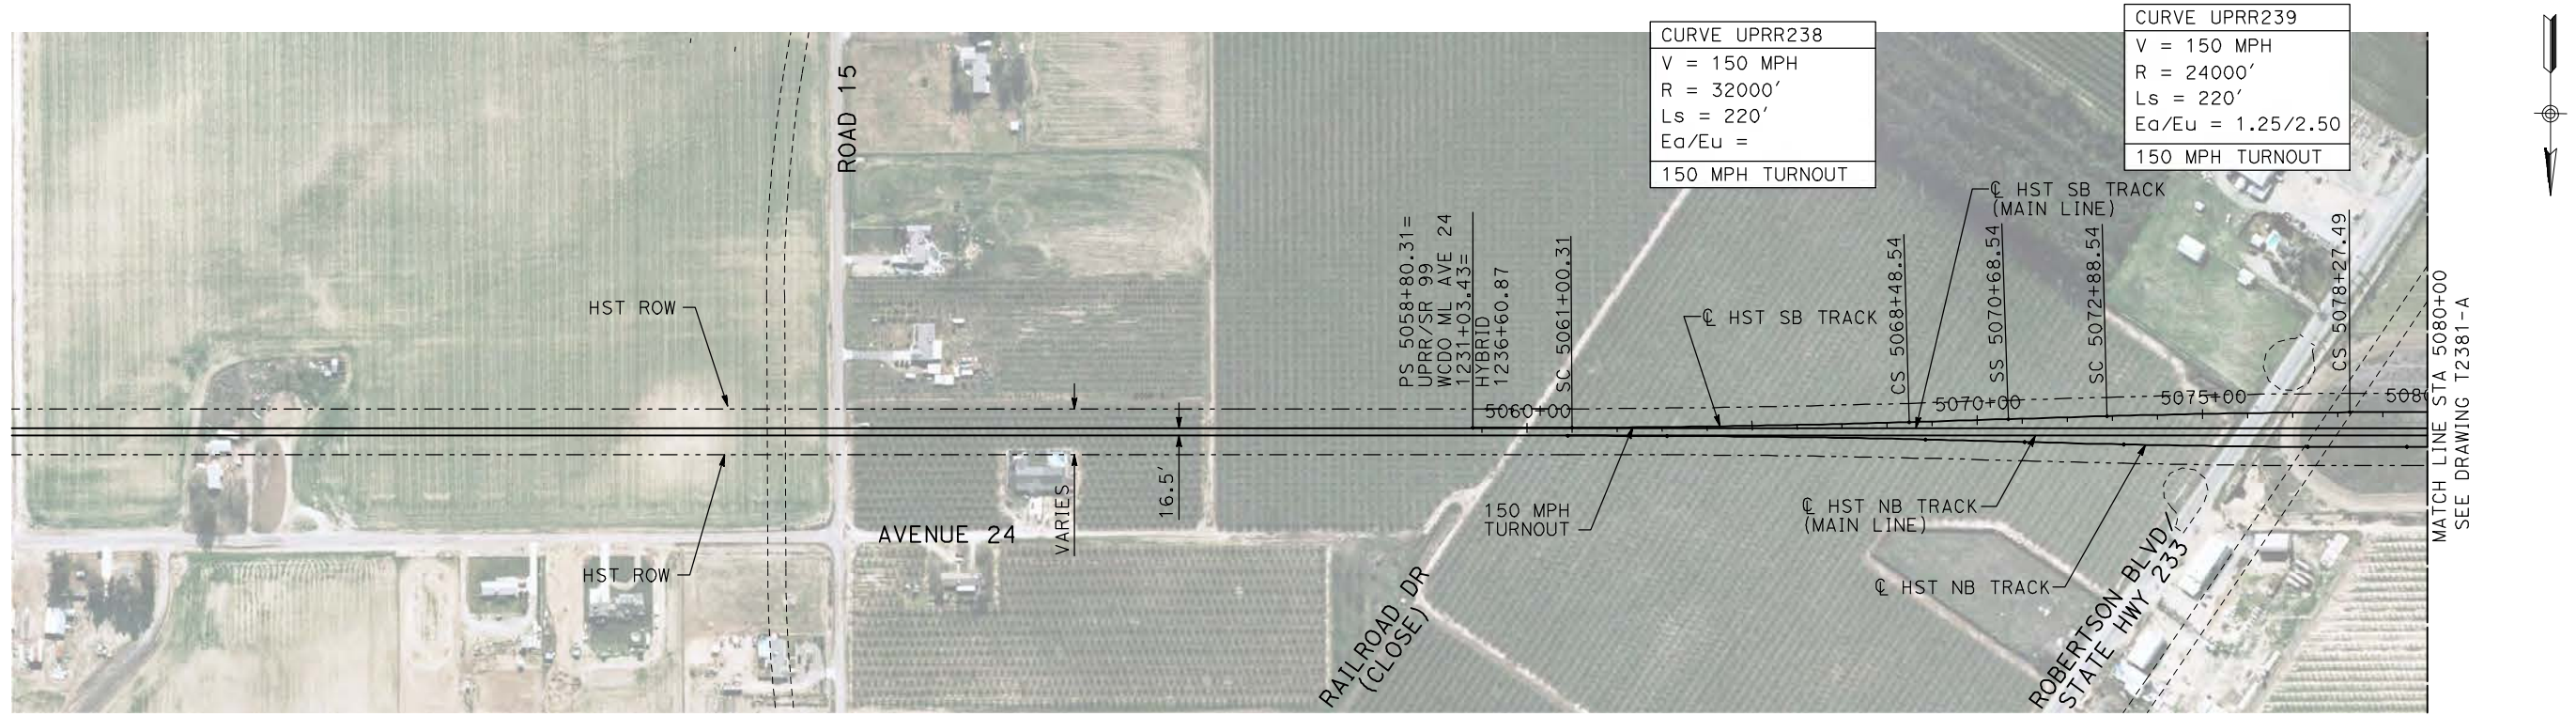 CURVE UPRR238
V = 150 MPH
R = 32000'
Ls = 220'
Ea/Eu =
150 MPH TURNOUT
CURVE UPRR239
V = 150 MPH
R = 24000'
Ls = 220'
Ea/Eu = 1.25/2.50
150 MPH TURNOUT
ROAD 15
HST ROW
HST ROW
AVENUE 24
VARIES
16.5'
PS 5058+80.31=
UPRR/SR 99
WCDO ML AVE 24
1231+03.43=
HYBRID
1236+60.87
SC 5061+00.31
℄ HST SB TRACK
℄ HST SB TRACK
(MAIN LINE)
CS 5068+48.54
SS 5070+68.54
SC 5072+88.54
CS 5078+27.49
5060+00
5070+00
5075+00
508
150 MPH
TURNOUT
℄ HST NB TRACK
(MAIN LINE)
℄ HST NB TRACK
RAILROAD DR
(CLOSE)
ROBERTSON BLVD/
STATE HWY 233
MATCH LINE STA 5080+00
SEE DRAWING T2381-A